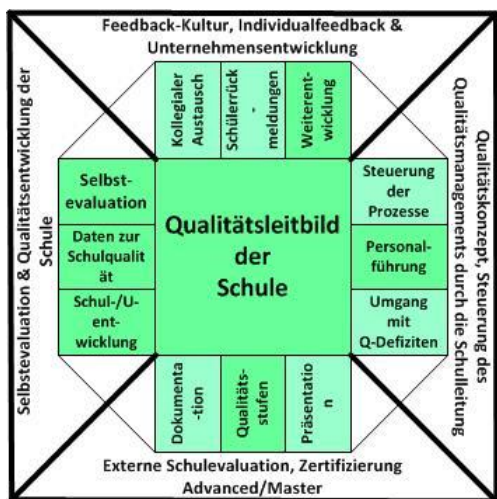 Feedback-Kultur, Individualfeedback &
Unternehmensentwicklung
Kollegialer
Austausch
Schülerrück
-
meldungen
Weiterent-
wicklung
Selbstevaluation & Qualitätsentwicklung der
Schule
Selbst-
evaluation
Daten zur
Schulqualit
ät
Schul-/U-
ent-
wicklung
Qualitätsleitbild
der
Schule
Steuerung
der
Prozesse
Personal-
führung
Umgang
mit
Q-Defiziten
Qualitätskonzept, Steuerung des
Qualitätsmanagements durch die Schulleitung
Dokumenta
-tion
Qualitäts-
stufen
Präsentatio
n
Externe Schulevaluation, Zertifizierung
Advanced/Master